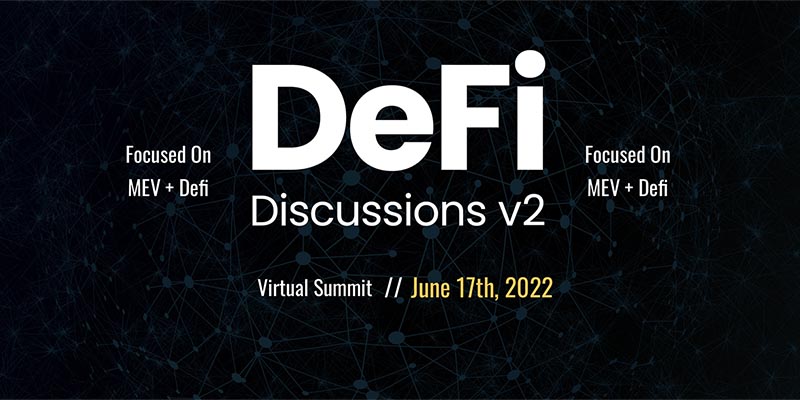 DeFi
Discussions v2
Focused On
MEV + Defi
Focused On
MEV + Defi
Virtual Summit // June 17th, 2022